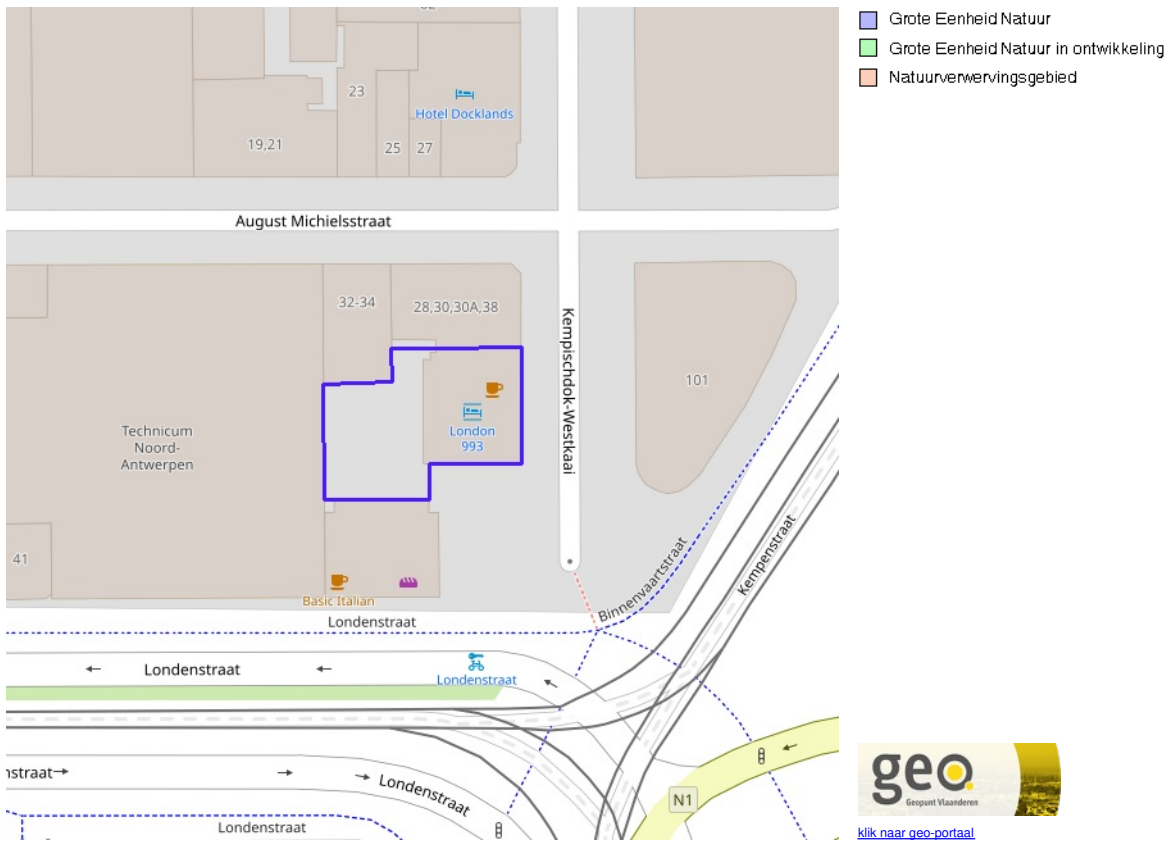 Grote Eenheid Natuur
Grote Eenheid Natuur in ontwikkeling
Natuurverwervingsgebied
23
Hotel Docklands
19,21
25
27
August Michielsstraat
32-34
28,30,30A,38
Kempischdok-Westkaai
101
London
993
Technicum
Noord-
Antwerpen
41
Kempenstraat
Binnenvaartstraat
Basic Italian
Londenstraat
Londenstraat
Londenstraat
nstraat
Londenstraat
N1
Londenstraat
geo
Geopunt Vlaanderen
klik naar geo-portaal